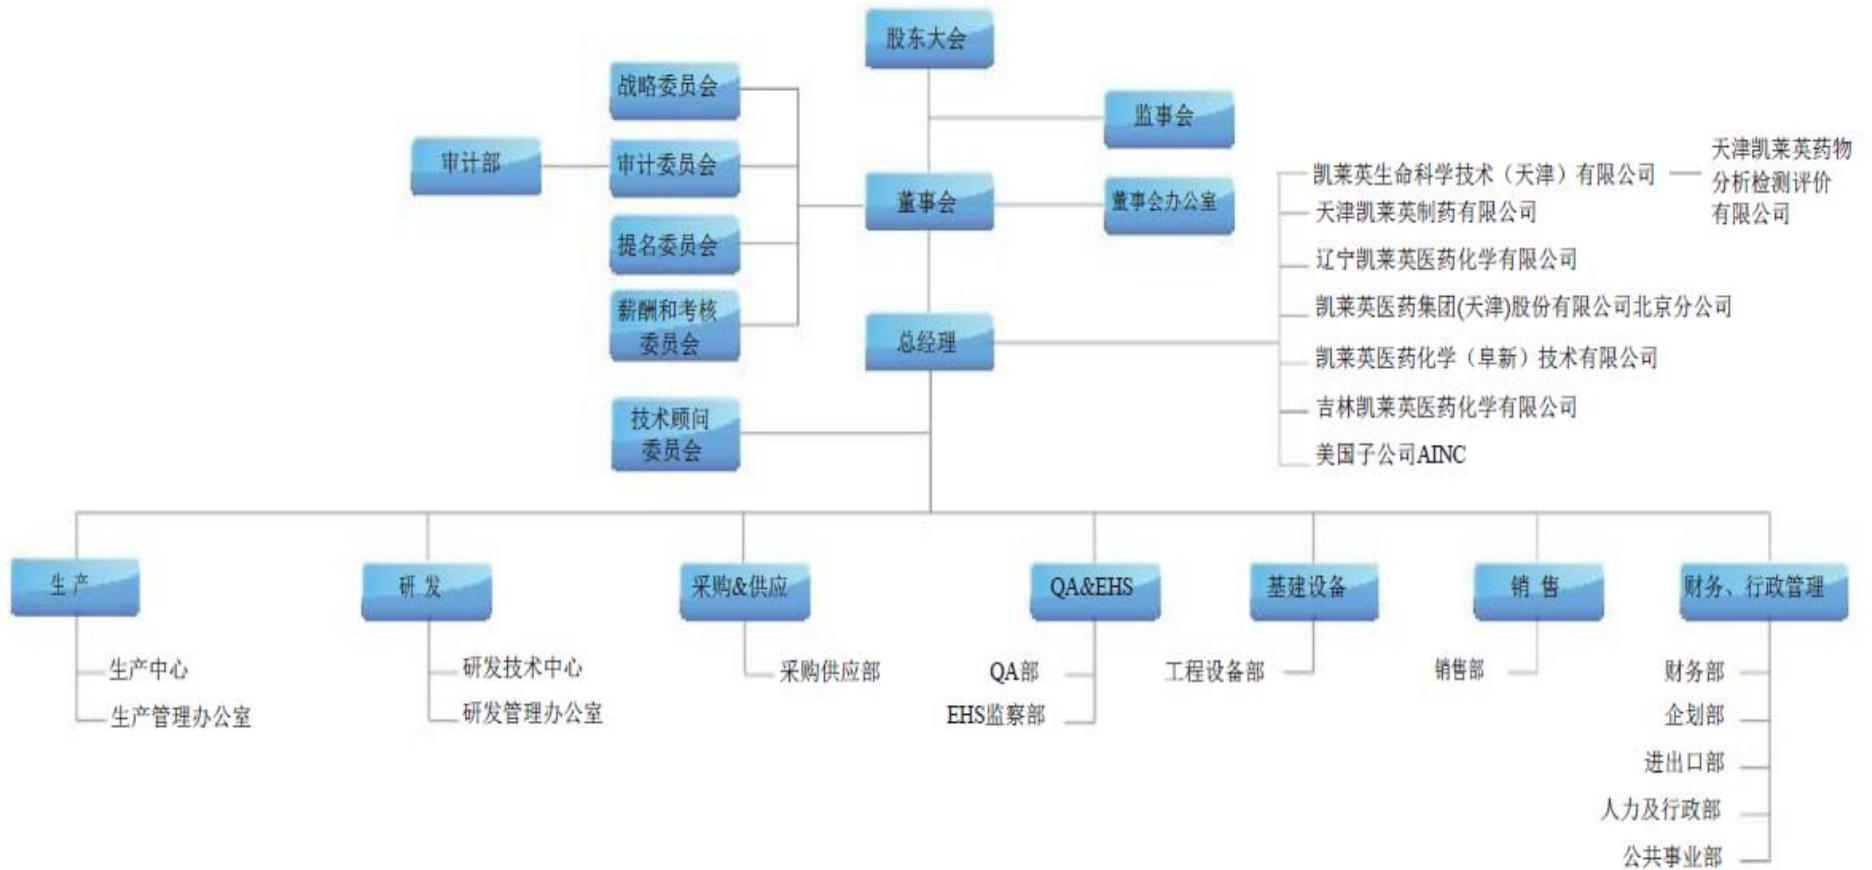 股东大会
战略委员会
监事会
审计部
审计委员会
董事会
董事会办公室
提名委员会
薪酬和考核
委员会
总经理
技术顾问
委员会
凯莱英生命科学技术（天津）有限公司
天津凯莱英药物
分析检测评价
有限公司
天津凯莱英制药有限公司
辽宁凯莱英医药化学有限公司
凯莱英医药集团(天津)股份有限公司北京分公司
凯莱英医药化学（阜新）技术有限公司
吉林凯莱英医药化学有限公司
美国子公司AINC
生 产
研 发
采购&供应
QA&EHS
基建设备
销 售
财务、行政管理
生产中心
生产管理办公室
研发技术中心
研发管理办公室
采购供应部
QA部
EHS监察部
工程设备部
销售部
财务部
企划部
进出口部
人力及行政部
公共事业部